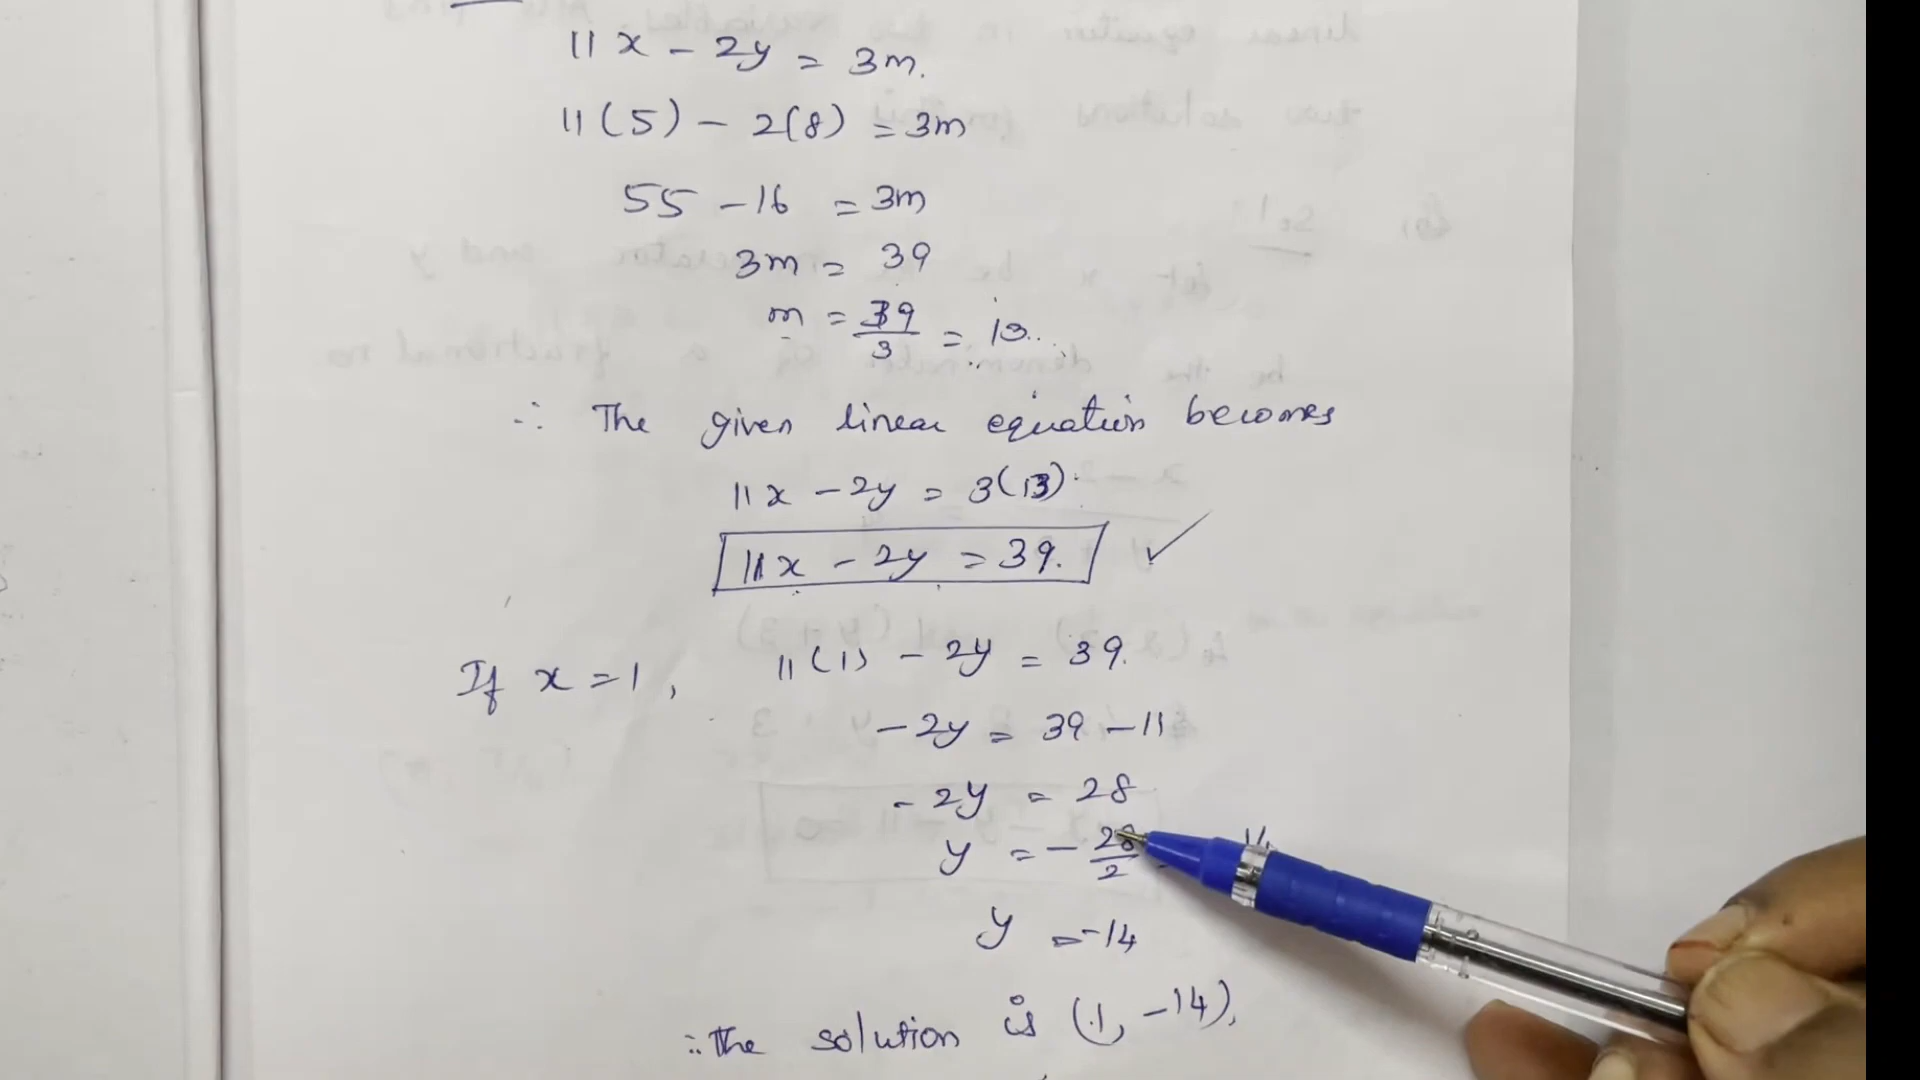 11x - 2y = 3m.
11(5) - 2(8) = 3m
55 - 16 = 3m
3m = 39
m = 39/3 = 13..
∴ The given linear equation becomes
11x - 2y = 3(13)
11x - 2y = 39.
If x = 1, 11(1) - 2y = 39.
-2y = 39 - 11
-2y = 28
y = -28/2
y = -14
∴ The solution is (1, -14),